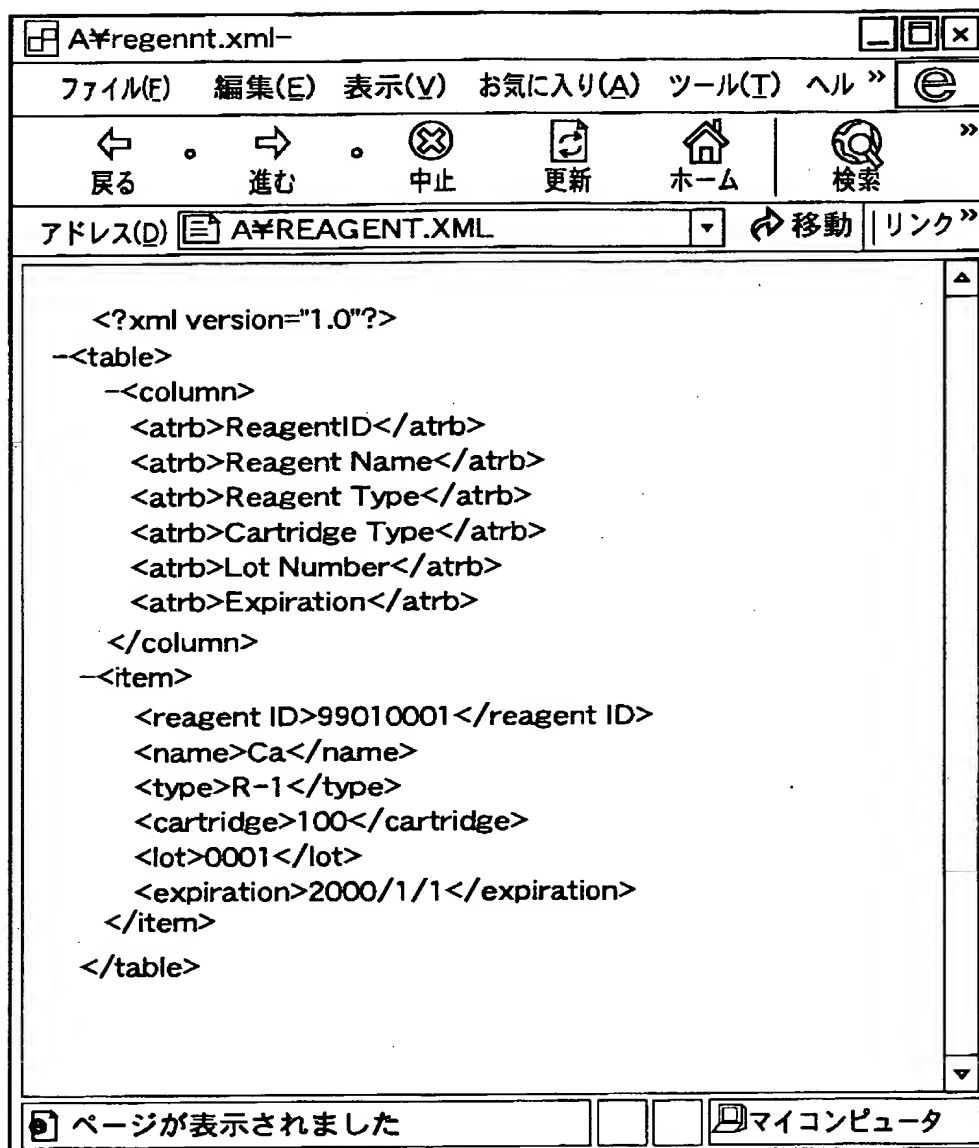 A¥regennt.xml-
ファイル(F) 編集(E) 表示(V) お気に入り(A) ツール(T) ヘル »
戻る 進む 中止 更新 ホーム 検索 »
アドレス(D) A¥REAGENT.XML 移動 リンク »
<?xml version="1.0"?>
-<table>
-<column>
<atrb>ReagentID</atrb>
<atrb>Reagent Name</atrb>
<atrb>Reagent Type</atrb>
<atrb>Cartridge Type</atrb>
<atrb>Lot Number</atrb>
<atrb>Expiration</atrb>
</column>
-<item>
<reagent ID>99010001</reagent ID>
<name>Ca</name>
<type>R-1</type>
<cartridge>100</cartridge>
<lot>0001</lot>
<expiration>2000/1/1</expiration>
</item>
</table>
ページが表示されました マイコンピュータ